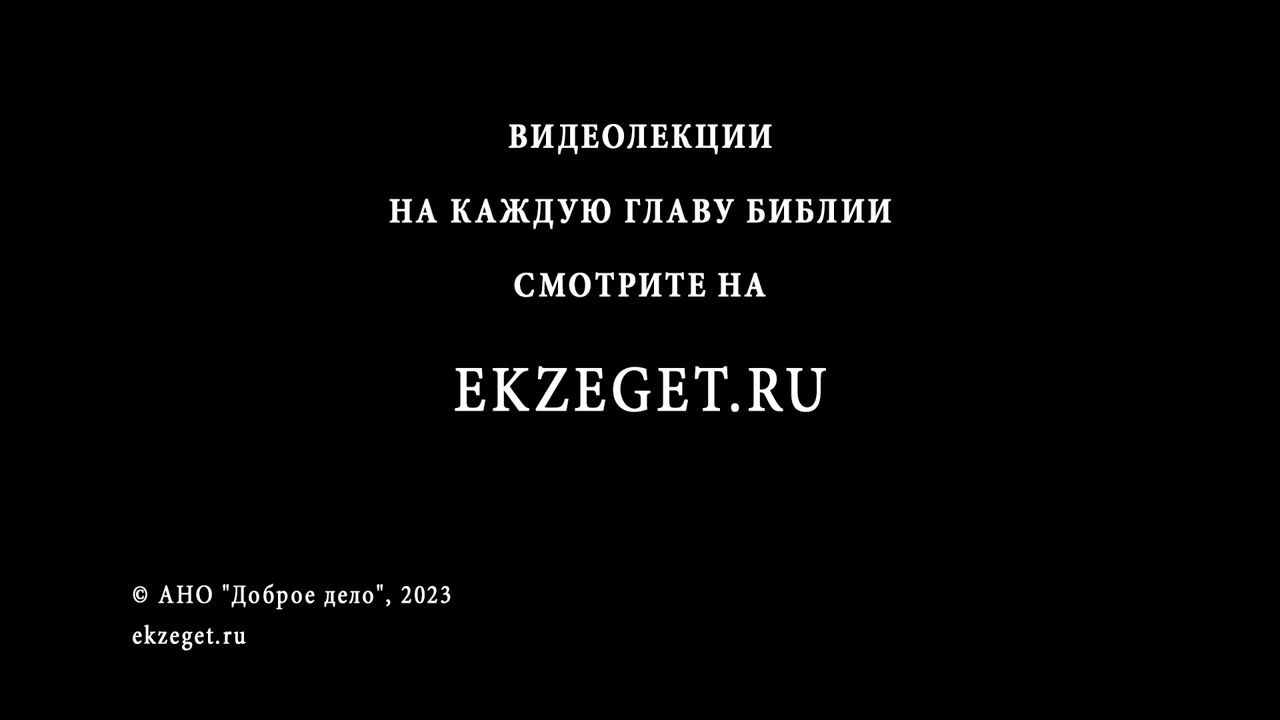 ВИДЕОЛЕКЦИИ
НА КАЖДУЮ ГЛАВУ БИБЛИИ
СМОТРИТЕ НА
EKZEGET.RU
© АНО "Доброе дело", 2023
ekzeget.ru